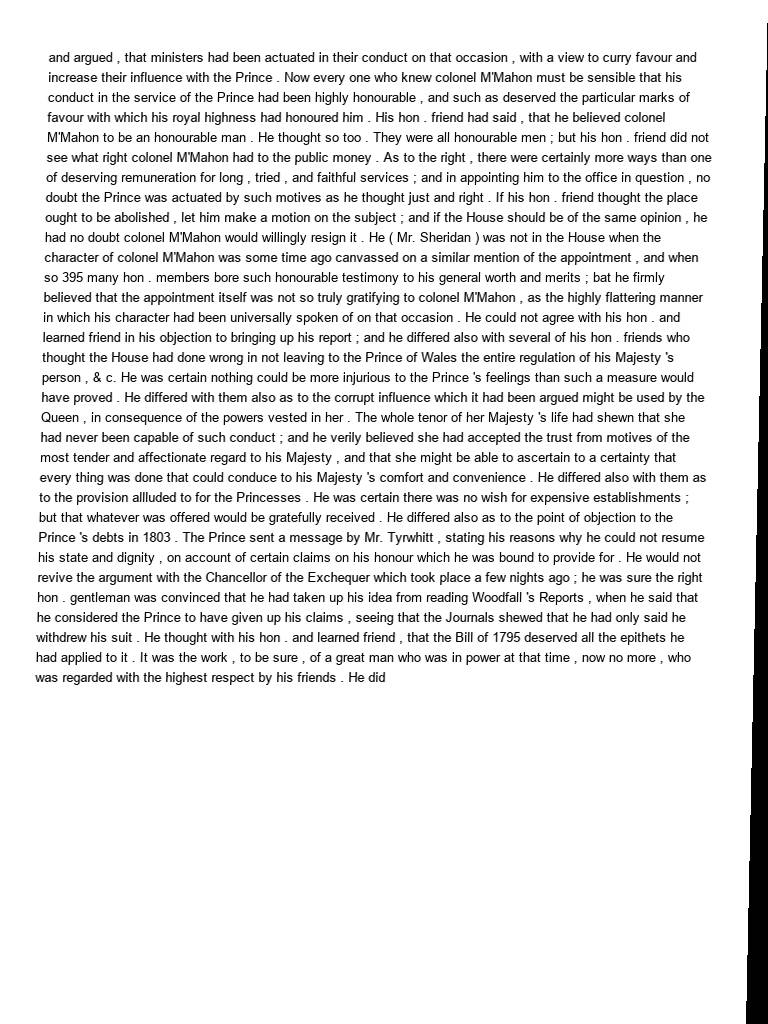 and argued , that ministers had been actuated in their conduct on that occasion , with a view to curry favour and
increase their influence with the Prince . Now every one who knew colonel M'Mahon must be sensible that his
conduct in the service of the Prince had been highly honourable , and such as deserved the particular marks of
favour with which his royal highness had honoured him . His hon . friend had said , that he believed colonel
M'Mahon to be an honourable man . He thought so too . They were all honourable men ; but his hon . friend did not
see what right colonel M'Mahon had to the public money . As to the right , there were certainly more ways than one
of deserving remuneration for long , tried , and faithful services ; and in appointing him to the office in question , no
doubt the Prince was actuated by such motives as he thought just and right . If his hon . friend thought the place
ought to be abolished , let him make a motion on the subject ; and if the House should be of the same opinion , he
had no doubt colonel M'Mahon would willingly resign it . He ( Mr. Sheridan ) was not in the House when the
character of colonel M'Mahon was some time ago canvassed on a similar mention of the appointment , and when
so 395 many hon . members bore such honourable testimony to his general worth and merits ; bat he firmly
believed that the appointment itself was not so truly gratifying to colonel M'Mahon , as the highly flattering manner
in which his character had been universally spoken of on that occasion . He could not agree with his hon . and
learned friend in his objection to bringing up his report ; and he differed also with several of his hon . friends who
thought the House had done wrong in not leaving to the Prince of Wales the entire regulation of his Majesty 's
person , & c. He was certain nothing could be more injurious to the Prince 's feelings than such a measure would
have proved . He differed with them also as to the corrupt influence which it had been argued might be used by the
Queen , in consequence of the powers vested in her . The whole tenor of her Majesty 's life had shewn that she
had never been capable of such conduct ; and he verily believed she had accepted the trust from motives of the
most tender and affectionate regard to his Majesty , and that she might be able to ascertain to a certainty that
every thing was done that could conduce to his Majesty 's comfort and convenience . He differed also with them as
to the provision allluded to for the Princesses . He was certain there was no wish for expensive establishments ;
but that whatever was offered would be gratefully received . He differed also as to the point of objection to the
Prince 's debts in 1803 . The Prince sent a message by Mr. Tyrwhitt , stating his reasons why he could not resume
his state and dignity , on account of certain claims on his honour which he was bound to provide for . He would not
revive the argument with the Chancellor of the Exchequer which took place a few nights ago ; he was sure the right
hon . gentleman was convinced that he had taken up his idea from reading Woodfall 's Reports , when he said that
he considered the Prince to have given up his claims , seeing that the Journals shewed that he had only said he
withdrew his suit . He thought with his hon . and learned friend , that the Bill of 1795 deserved all the epithets he
had applied to it . It was the work , to be sure , of a great man who was in power at that time , now no more , who
was regarded with the highest respect by his friends . He did